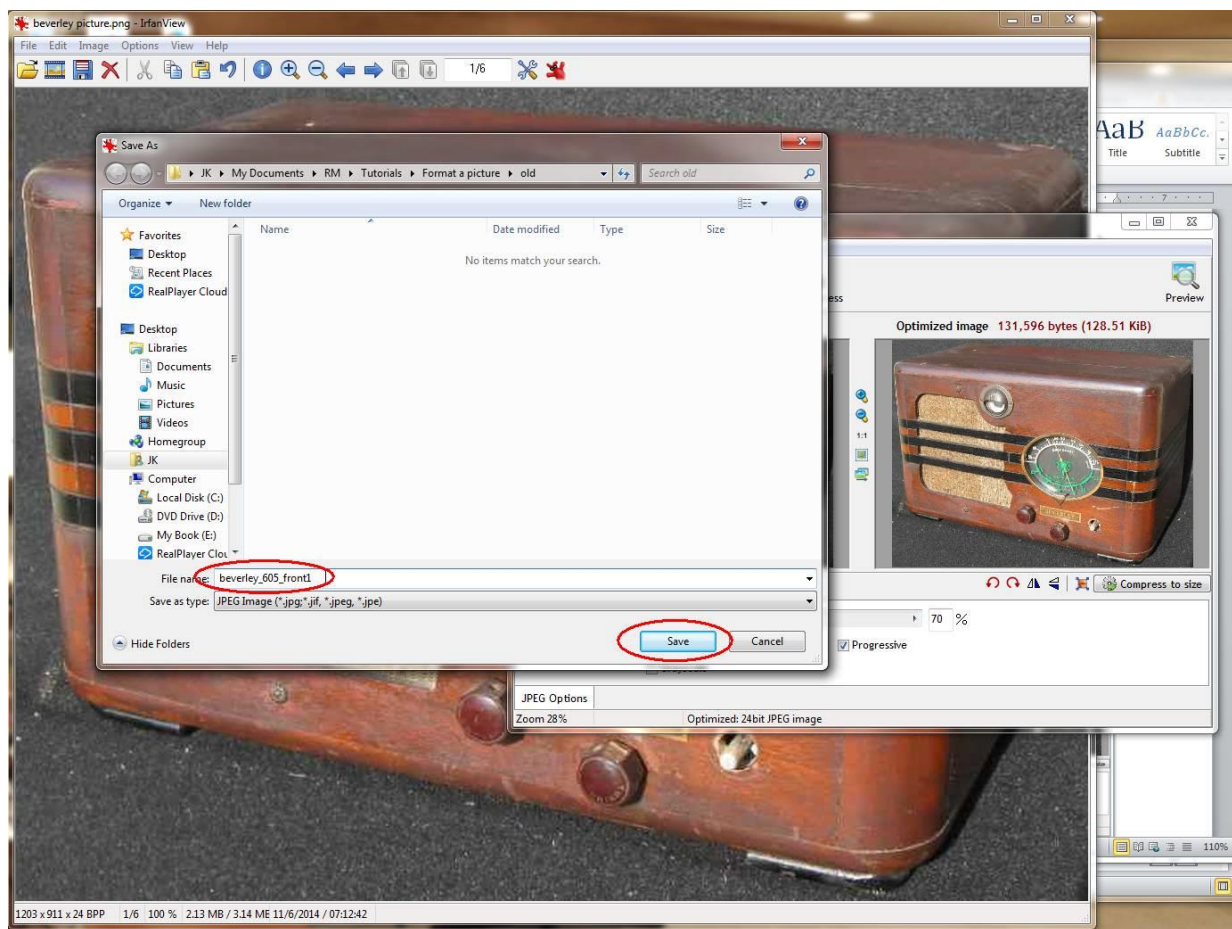 beverley picture.png - IrfanView
File Edit Image Options View Help
1/6
AaB AaBbCc.
Title Subtitle
7
Save As
JK ▸ My Documents ▸ RM ▸ Tutorials ▸ Format a picture ▸ old
Search old
Organize New folder
Name Date modified Type Size
No items match your search.
Favorites
Desktop
Recent Places
RealPlayer Cloud
Desktop
Libraries
Documents
Music
Pictures
Videos
Homegroup
JK
Computer
Local Disk (C:)
DVD Drive (D:)
My Book (E:)
RealPlayer Clou
File name: beverley_605_front1
Save as type: JPEG Image (*.jpg;*.jif, *.jpeg, *.jpe)
Hide Folders
Save Cancel
ess
Preview
Optimized image 131,596 bytes (128.51 KiB)
1:1
Compress to size
70 %
Progressive
JPEG Options
Zoom 28% Optimized: 24bit JPEG image
110%
1203 x 911 x 24 BPP 1/6 100 % 2.13 MB / 3.14 ME 11/6/2014 / 07:12:42